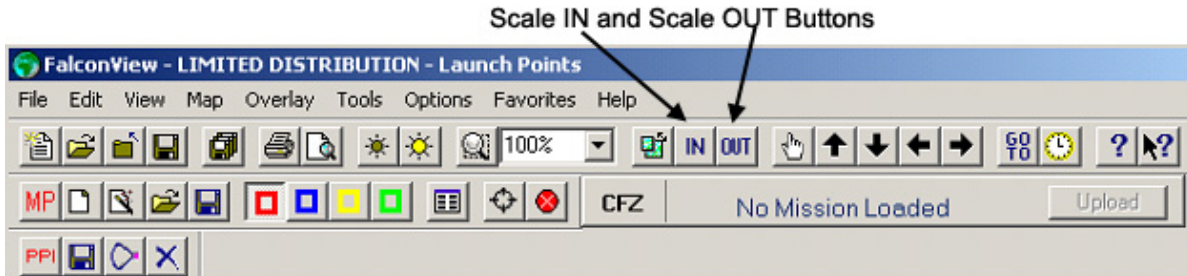 Scale IN and Scale OUT Buttons
FalconView - LIMITED DISTRIBUTION - Launch Points
File Edit View Map Overlay Tools Options Favorites Help
100% IN OUT GO TO ? ?
MP CFZ No Mission Loaded Upload
PPI